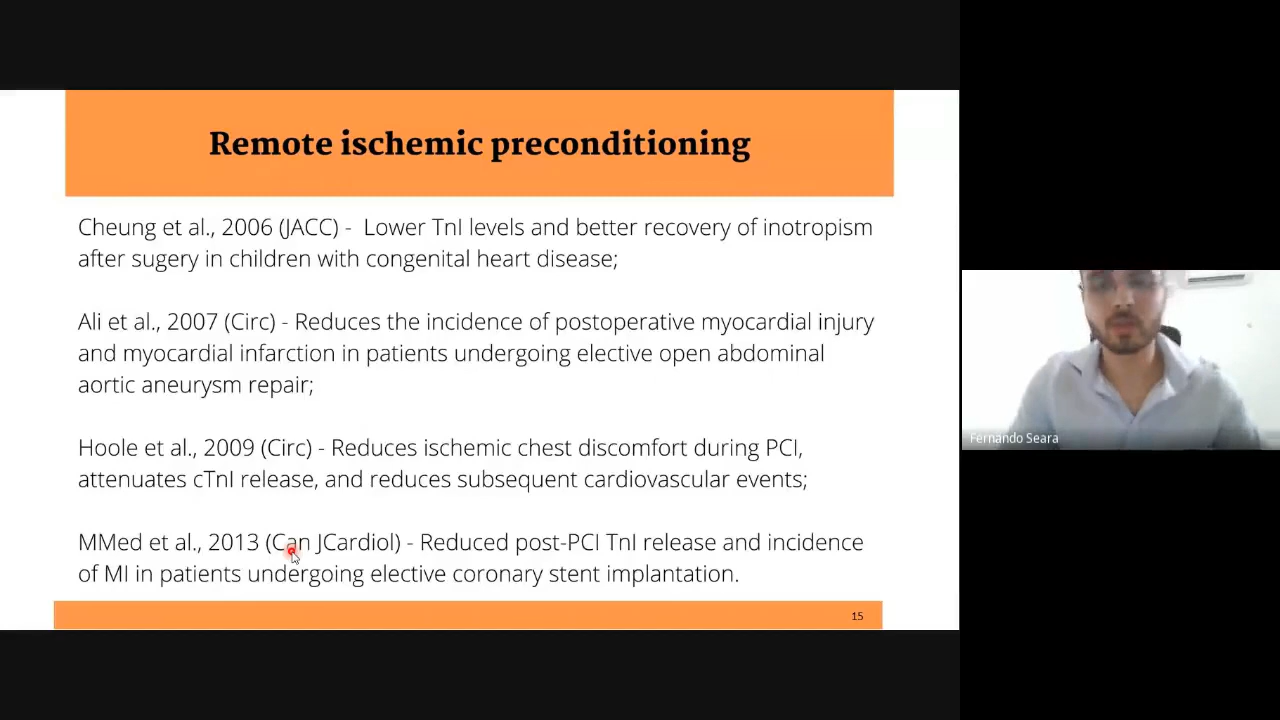 Remote ischemic preconditioning
Cheung et al., 2006 (JACC) - Lower TnI levels and better recovery of inotropism
after sugery in children with congenital heart disease;
Ali et al., 2007 (Circ) - Reduces the incidence of postoperative myocardial injury
and myocardial infarction in patients undergoing elective open abdominal
aortic aneurysm repair;
Hoole et al., 2009 (Circ) - Reduces ischemic chest discomfort during PCI,
attenuates cTnI release, and reduces subsequent cardiovascular events;
MMed et al., 2013 (Can JCardiol) - Reduced post-PCI TnI release and incidence
of MI in patients undergoing elective coronary stent implantation.
15
Fernando Seara